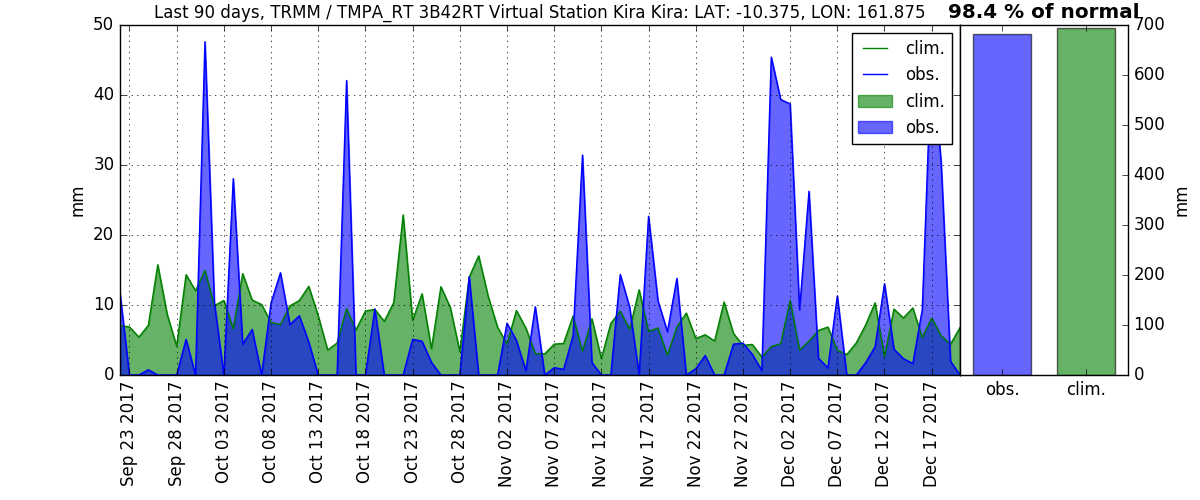 Last 90 days, TRMM / TMPA_RT 3B42RT Virtual Station Kira Kira: LAT: -10.375, LON: 161.875
98.4 % of normal
50
40
30
20
10
0
mm
clim.
obs.
clim.
obs.
700
600
500
400
300
200
100
0
mm
Sep 23 2017
Sep 28 2017
Oct 03 2017
Oct 08 2017
Oct 13 2017
Oct 18 2017
Oct 23 2017
Oct 28 2017
Nov 02 2017
Nov 07 2017
Nov 12 2017
Nov 17 2017
Nov 22 2017
Nov 27 2017
Dec 02 2017
Dec 07 2017
Dec 12 2017
Dec 17 2017
obs.
clim.